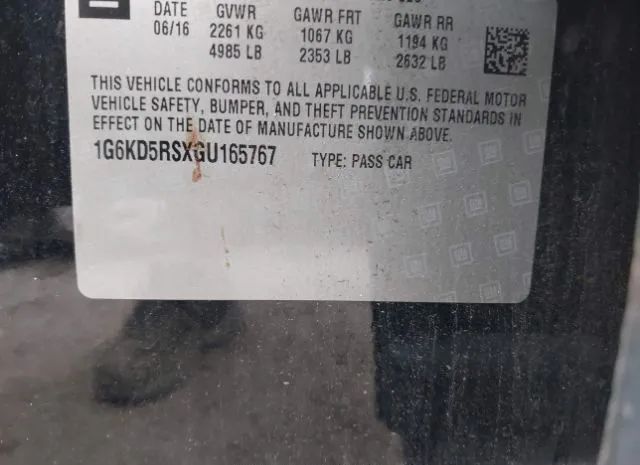 DATE GVWR GAWR FRT GAWR RR
06/16 2261 KG 1067 KG 1194 KG
4985 LB 2353 LB 2632 LB
THIS VEHICLE CONFORMS TO ALL APPLICABLE U.S. FEDERAL MOTOR
VEHICLE SAFETY, BUMPER, AND THEFT PREVENTION STANDARDS IN
EFFECT ON THE DATE OF MANUFACTURE SHOWN ABOVE.
1G6KD5RSXGU165767 TYPE: PASS CAR